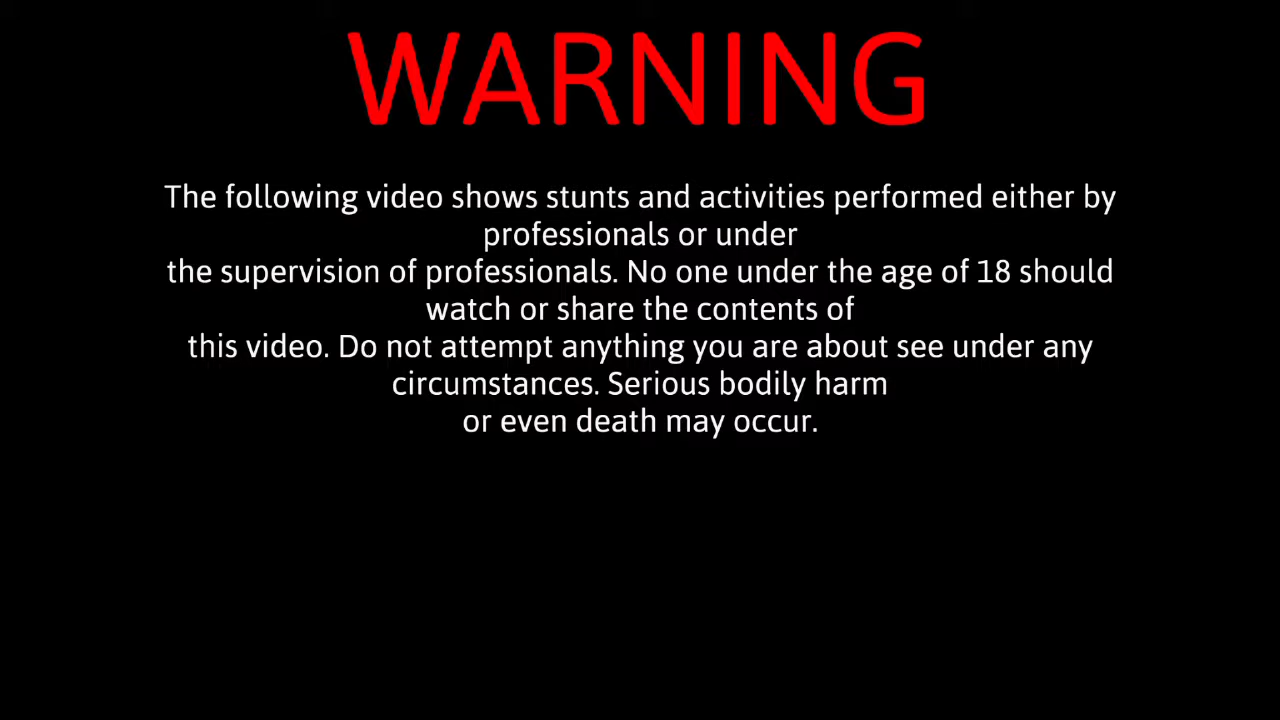 WARNING
The following video shows stunts and activities performed either by
professionals or under
the supervision of professionals. No one under the age of 18 should
watch or share the contents of
this video. Do not attempt anything you are about see under any
circumstances. Serious bodily harm
or even death may occur.